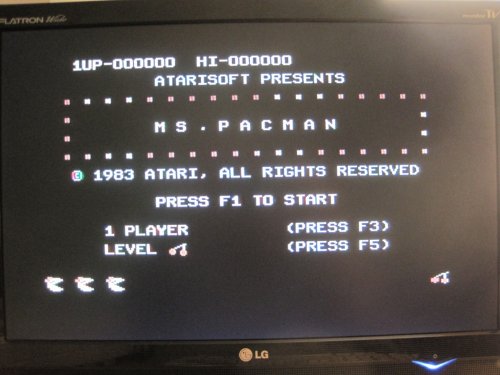 FLATRON Wide
1UP-000000 HI-000000
ATARISOFT PRESENTS
MS.PACMAN
© 1983 ATARI, ALL RIGHTS RESERVED
PRESS F1 TO START
1 PLAYER (PRESS F3)
LEVEL (PRESS F5)
LG